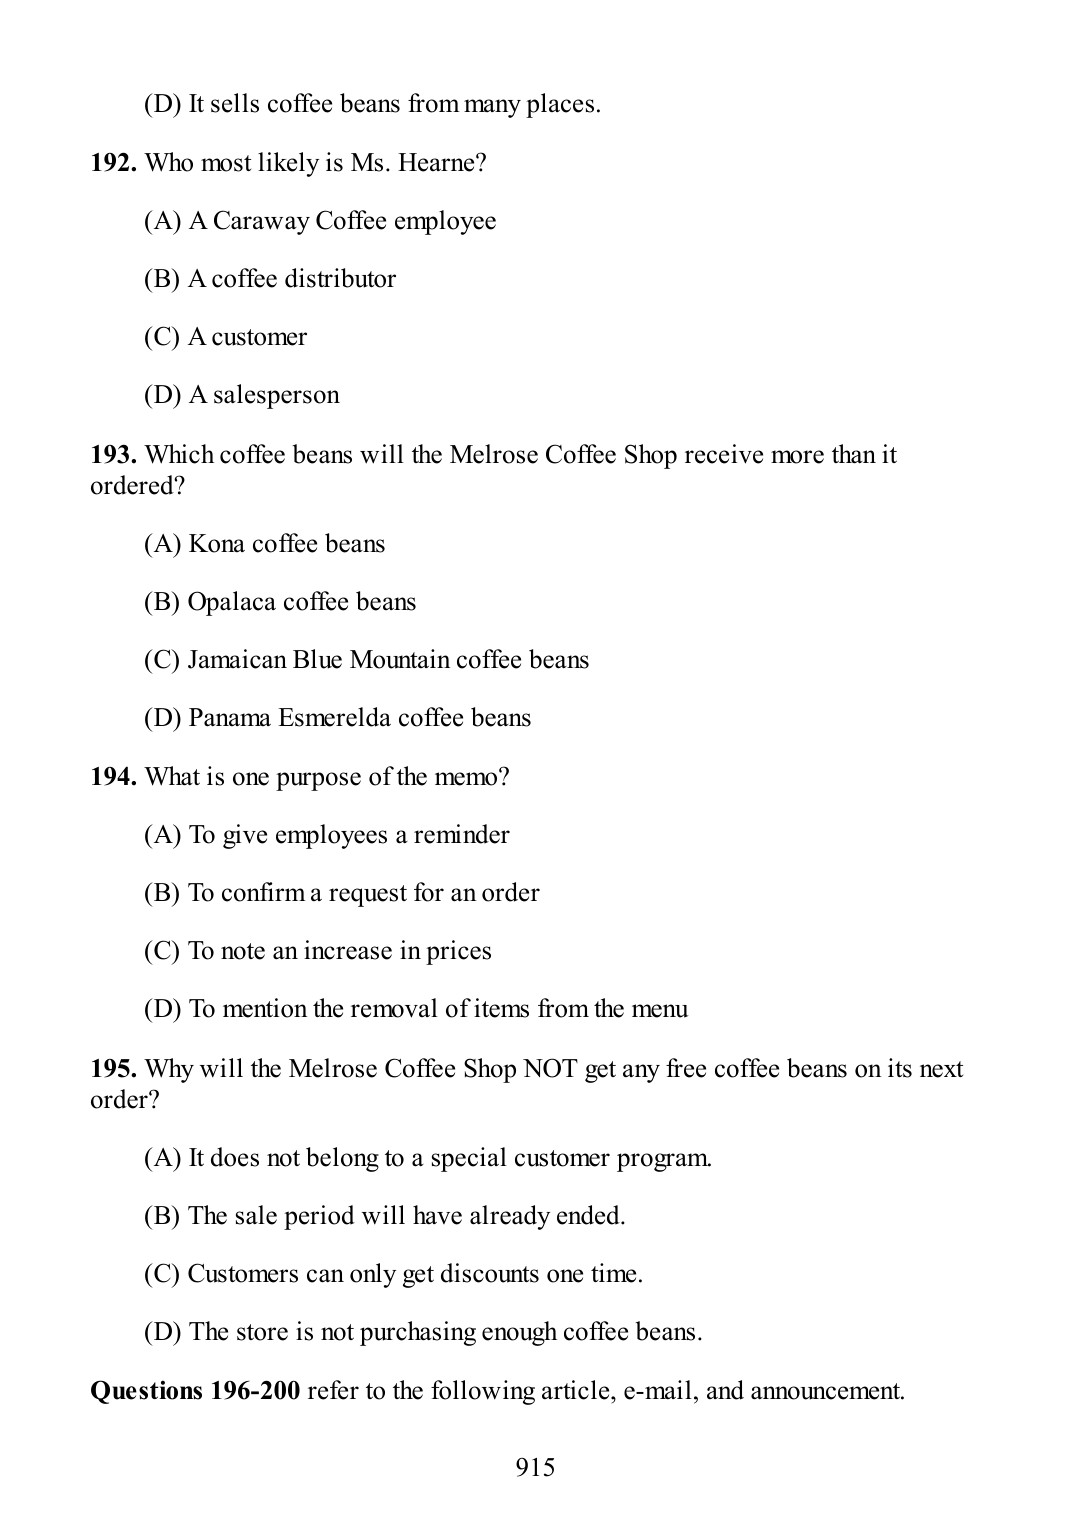 (D) It sells coffee beans from many places.
192. Who most likely is Ms. Hearne?
(A) A Caraway Coffee employee
(B) A coffee distributor
(C) A customer
(D) A salesperson
193. Which coffee beans will the Melrose Coffee Shop receive more than it
ordered?
(A) Kona coffee beans
(B) Opalaca coffee beans
(C) Jamaican Blue Mountain coffee beans
(D) Panama Esmerelda coffee beans
194. What is one purpose of the memo?
(A) To give employees a reminder
(B) To confirm a request for an order
(C) To note an increase in prices
(D) To mention the removal of items from the menu
195. Why will the Melrose Coffee Shop NOT get any free coffee beans on its next
order?
(A) It does not belong to a special customer program.
(B) The sale period will have already ended.
(C) Customers can only get discounts one time.
(D) The store is not purchasing enough coffee beans.
Questions 196-200 refer to the following article, e-mail, and announcement.
915